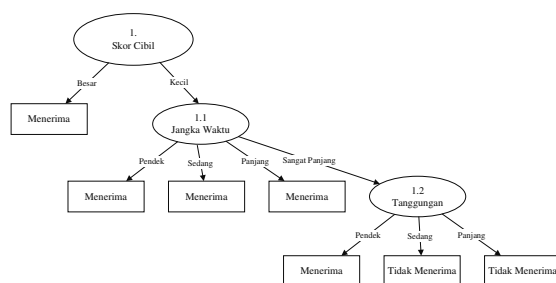 1.
Skor Cibil
Besar
Kecil
Menerima
1.1
Jangka Waktu
Pendek
Sedang
Panjang
Sangat Panjang
Menerima
Menerima
Menerima
1.2
Tanggungan
Pendek
Sedang
Panjang
Menerima
Tidak Menerima
Tidak Menerima